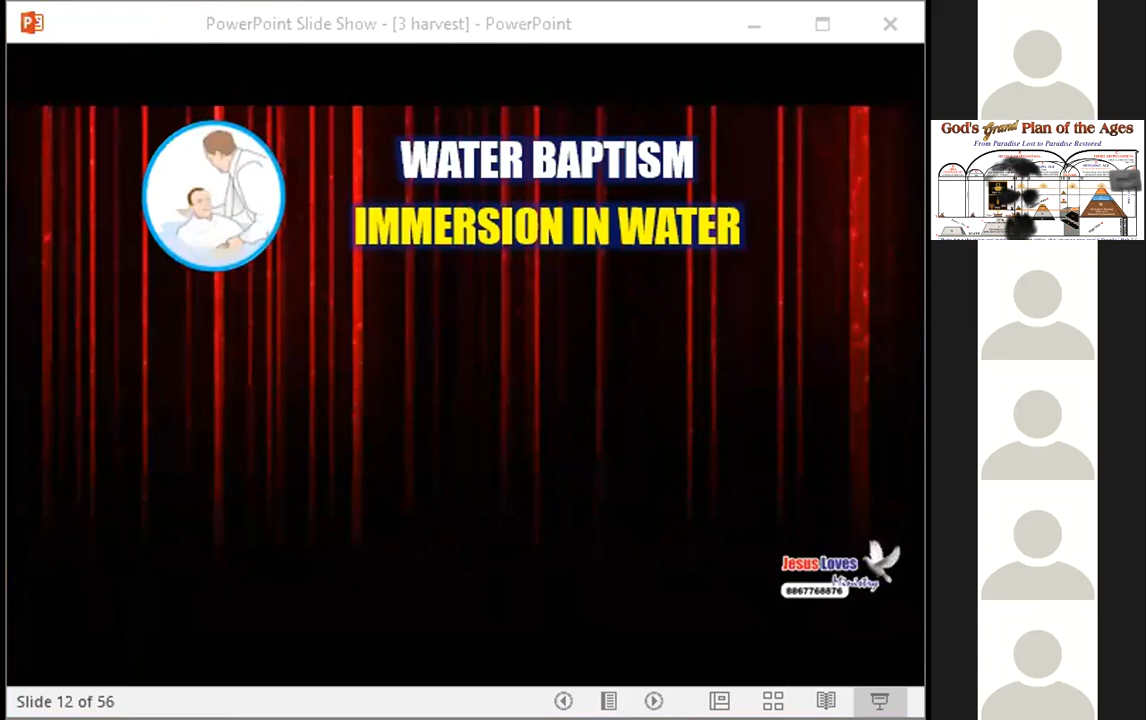 PowerPoint Slide Show - [3 harvest] - PowerPoint
WATER BAPTISM
IMMERSION IN WATER
Jesus Loves
Ministry
8867768876
Slide 12 of 56
God's Grand Plan of the Ages
From Paradise Lost to Paradise Restored